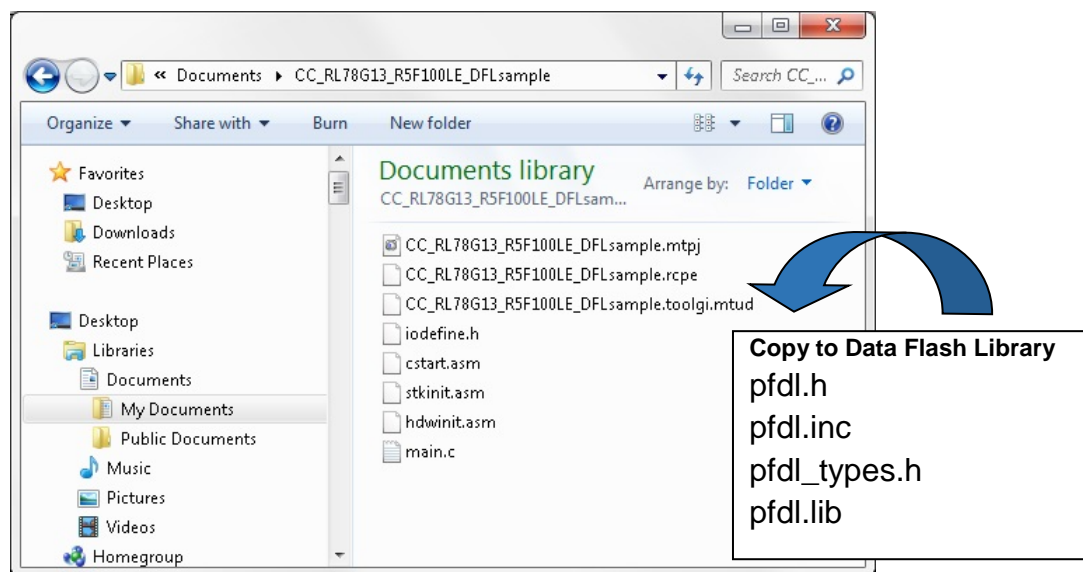 « Documents ▸ CC_RL78G13_R5F100LE_DFLsample
Search CC_...
Organize ▼ Share with ▼ Burn New folder
Favorites
Desktop
Downloads
Recent Places
Desktop
Libraries
Documents
My Documents
Public Documents
Music
Pictures
Videos
Homegroup
Documents library
CC_RL78G13_R5F100LE_DFLsam...
Arrange by: Folder ▼
CC_RL78G13_R5F100LE_DFLsample.mtpj
CC_RL78G13_R5F100LE_DFLsample.rcpe
CC_RL78G13_R5F100LE_DFLsample.toolgi.mtud
iodefine.h
cstart.asm
stkinit.asm
hdwinit.asm
main.c
Copy to Data Flash Library
pfdl.h
pfdl.inc
pfdl_types.h
pfdl.lib